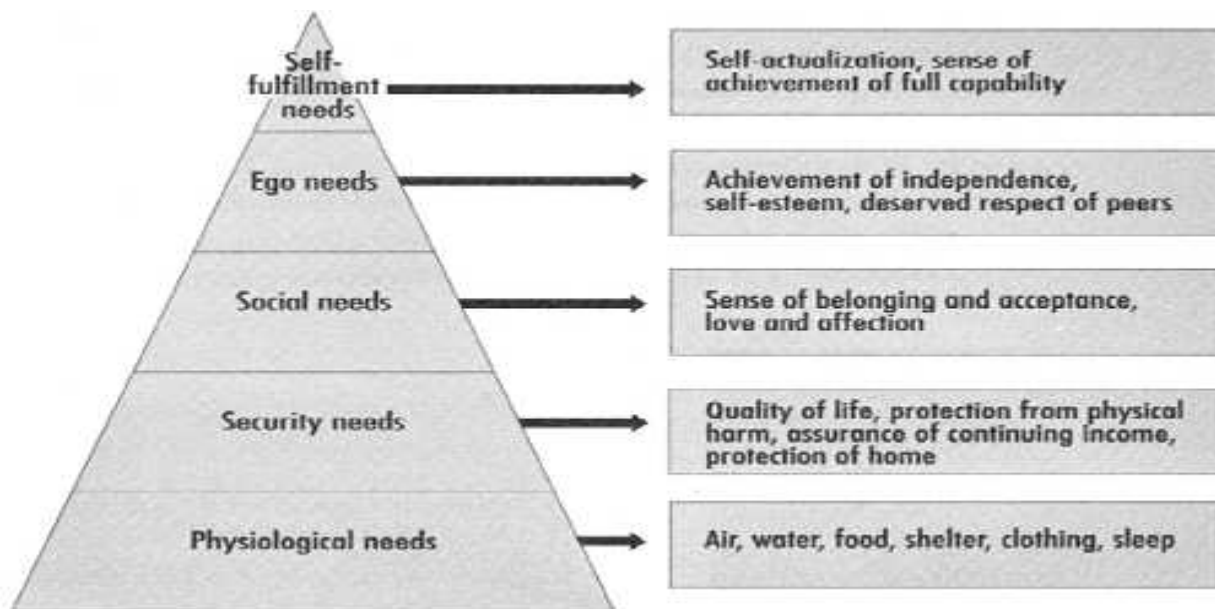 Self-
fulfillment
needs
Self-actualization, sense of
achievement of full capability
Ego needs
Achievement of independence,
self-esteem, deserved respect of peers
Social needs
Sense of belonging and acceptance,
love and affection
Security needs
Quality of life, protection from physical
harm, assurance of continuing income,
protection of home
Physiological needs
Air, water, food, shelter, clothing, sleep